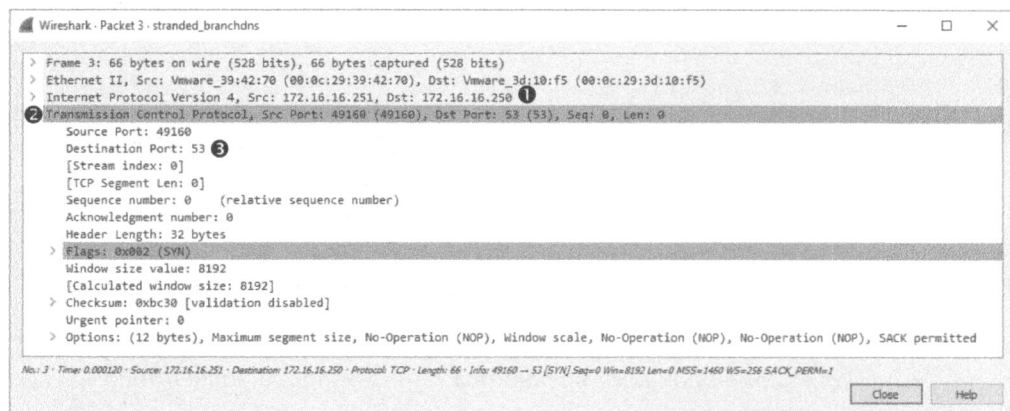 Wireshark · Packet 3 · stranded_branchdns
> Frame 3: 66 bytes on wire (528 bits), 66 bytes captured (528 bits)
> Ethernet II, Src: Vmware_39:42:70 (00:0c:29:39:42:70), Dst: Vmware_3d:10:f5 (00:0c:29:3d:10:f5)
> Internet Protocol Version 4, Src: 172.16.16.251, Dst: 172.16.16.250 ❶
❷ Transmission Control Protocol, Src Port: 49160 (49160), Dst Port: 53 (53), Seq: 0, Len: 0
Source Port: 49160
Destination Port: 53 ❸
[Stream index: 0]
[TCP Segment Len: 0]
Sequence number: 0 (relative sequence number)
Acknowledgment number: 0
Header Length: 32 bytes
> Flags: 0x002 (SYN)
Window size value: 8192
[Calculated window size: 8192]
> Checksum: 0xbc30 [validation disabled]
Urgent pointer: 0
> Options: (12 bytes), Maximum segment size, No-Operation (NOP), Window scale, No-Operation (NOP), No-Operation (NOP), SACK permitted
No.: 3 · Time: 0.000120 · Source: 172.16.16.251 · Destination: 172.16.16.250 · Protocol: TCP · Length: 66 · Info: 49160 → 53 [SYN] Seq=0 Win=8192 Len=0 MSS=1460 WS=256 SACK_PERM=1
Close Help